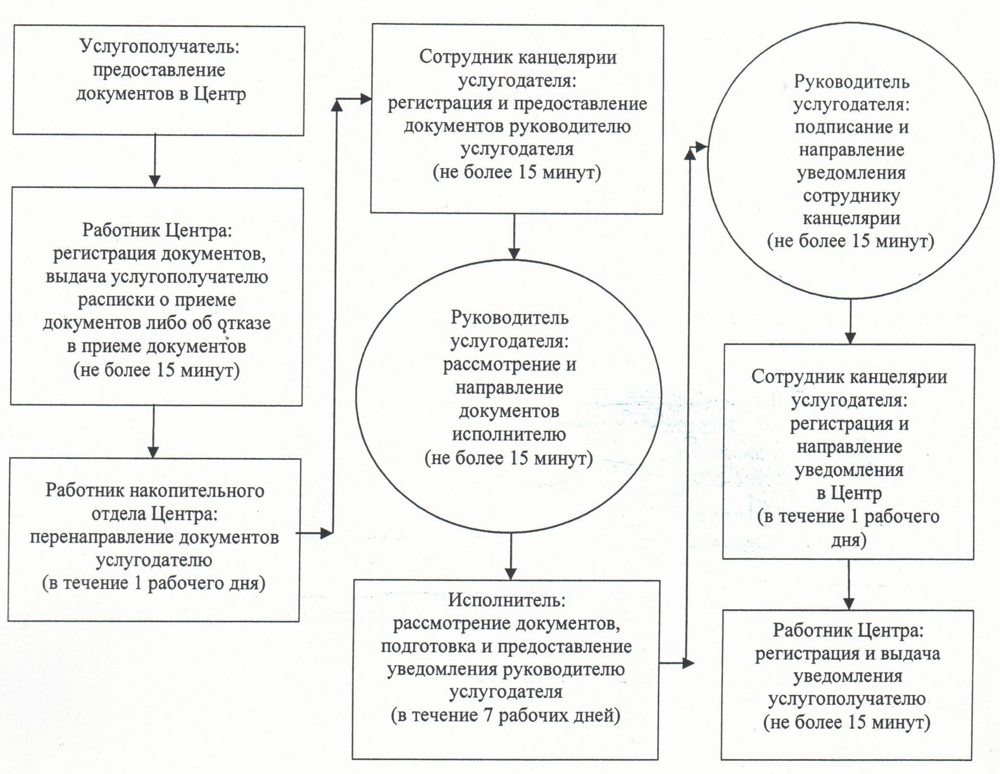 Услугополучатель:
предоставление
документов в Центр
Работник Центра:
регистрация документов,
выдача услугополучателю
расписки о приеме
документов либо об отказе
в приеме документов
(не более 15 минут)
Работник накопительного
отдела Центра:
перенаправление документов
услугодателю
(в течение 1 рабочего дня)
Сотрудник канцелярии
услугодателя:
регистрация и предоставление
документов руководителю
услугодателя
(не более 15 минут)
Руководитель
услугодателя:
рассмотрение и
направление
документов
исполнителю
(не более 15 минут)
Исполнитель:
рассмотрение документов,
подготовка и предоставление
уведомления руководителю
услугодателя
(в течение 7 рабочих дней)
Руководитель
услугодателя:
подписание и
направление
уведомления
сотруднику
канцелярии
(не более 15 минут)
Сотрудник канцелярии
услугодателя:
регистрация и
направление
уведомления
в Центр
(в течение 1 рабочего
дня)
Работник Центра:
регистрация и выдача
уведомления
услугополучателю
(не более 15 минут)